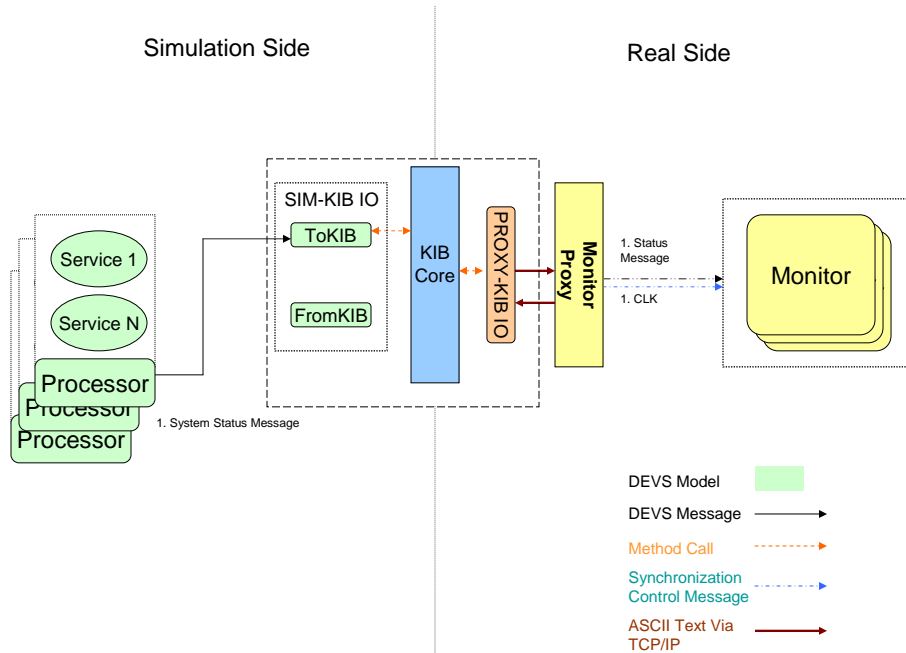 Simulation Side
Real Side
SIM-KIB IO
ToKIB
FromKIB
KIB
Core
PROXY-KIB IO
Monitor
Proxy
1. Status
Message
1. CLK
Monitor
Service 1
Service N
Processor
Processor
Processor
1. System Status Message
DEVS Model
DEVS Message
Method Call
Synchronization
Control Message
ASCII Text Via
TCP/IP